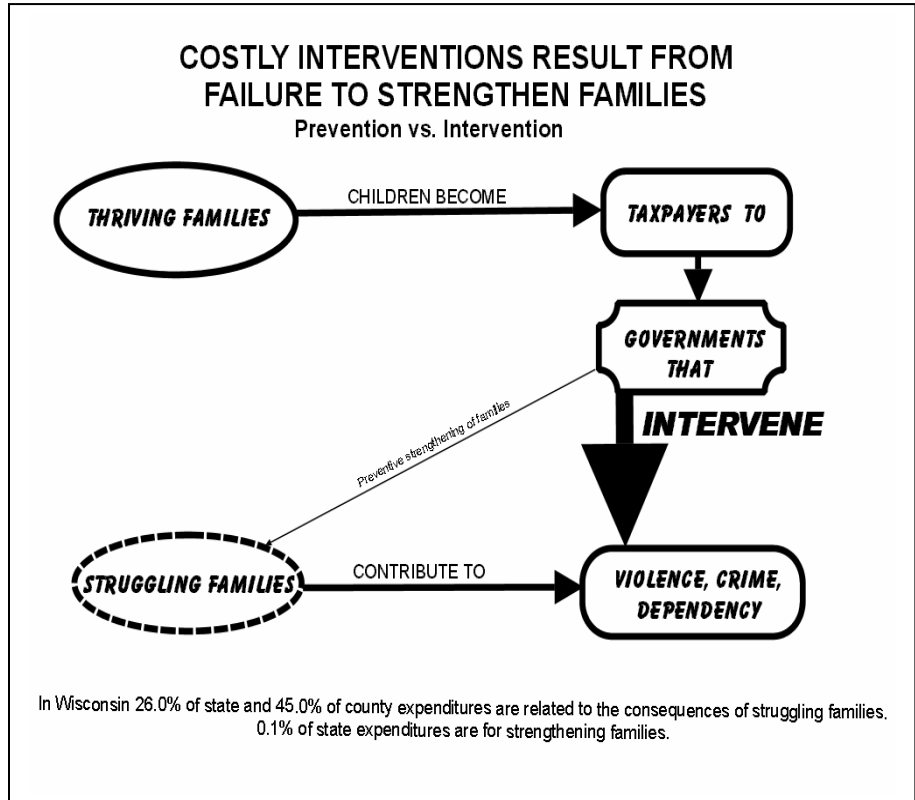 COSTLY INTERVENTIONS RESULT FROM
FAILURE TO STRENGTHEN FAMILIES
Prevention vs. Intervention
THRIVING FAMILIES
CHILDREN BECOME
TAXPAYERS TO
GOVERNMENTS
THAT
INTERVENE
Preventive strengthening of families
STRUGGLING FAMILIES
CONTRIBUTE TO
VIOLENCE, CRIME,
DEPENDENCY
In Wisconsin 26.0% of state and 45.0% of county expenditures are related to the consequences of struggling families.
0.1% of state expenditures are for strengthening families.